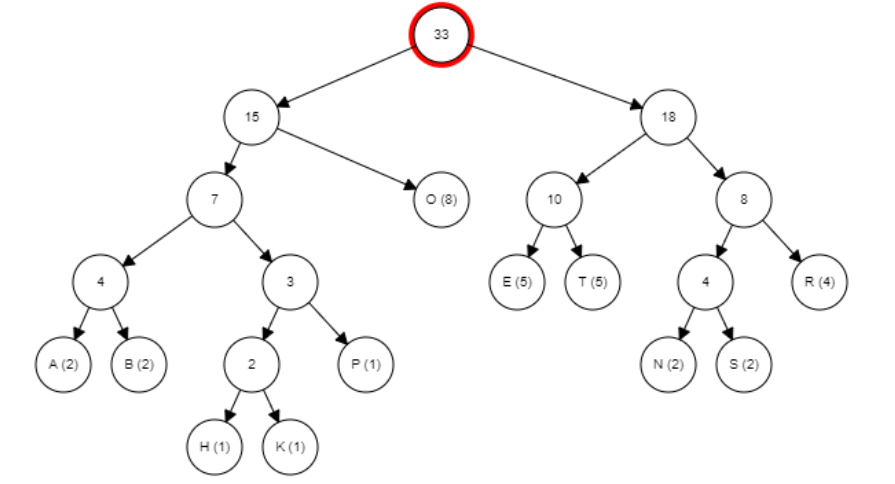 33
15 18
7 O (8) 10 8
4 3 E (5) T (5) 4 R (4)
A (2) B (2) 2 P (1) N (2) S (2)
H (1) K (1)